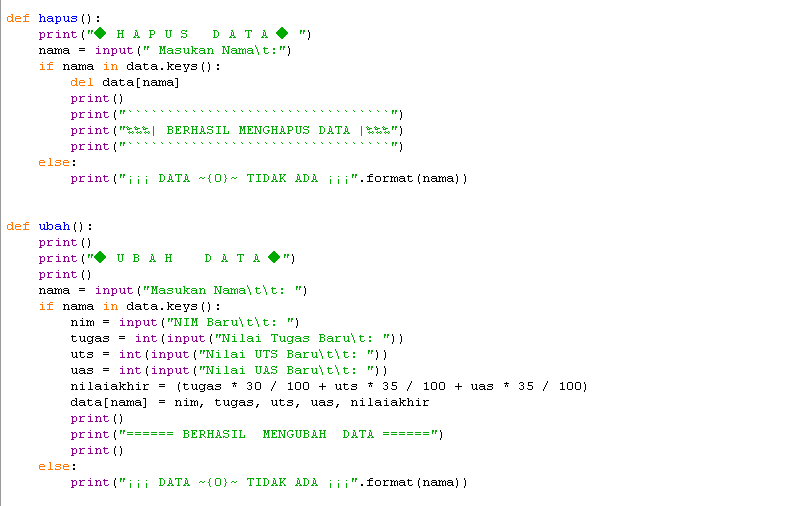 def hapus():
    print("◆ H A P U S   D A T A◆ ")
    nama = input(" Masukan Nama\t:")
    if nama in data.keys():
        del data[nama]
        print()
        print("`````````````````````````````````")
        print("‰‰‰| BERHASIL MENGHAPUS DATA |‰‰‰")
        print("`````````````````````````````````")
    else:
        print("¡¡¡ DATA ~{0}~ TIDAK ADA ¡¡¡".format(nama))
def ubah():
    print()
    print("◆ U B A H    D A T A◆")
    print()
    nama = input("Masukan Nama\t\t: ")
    if nama in data.keys():
        nim = input("NIM Baru\t\t: ")
        tugas = int(input("Nilai Tugas Baru\t: "))
        uts = int(input("Nilai UTS Baru\t\t: "))
        uas = int(input("Nilai UAS Baru\t\t: "))
        nilaiakhir = (tugas * 30 / 100 + uts * 35 / 100 + uas * 35 / 100)
        data[nama] = nim, tugas, uts, uas, nilaiakhir
        print()
        print("====== BERHASIL  MENGUBAH  DATA ======")
        print()
    else:
        print("¡¡¡ DATA ~{0}~ TIDAK ADA ¡¡¡".format(nama))